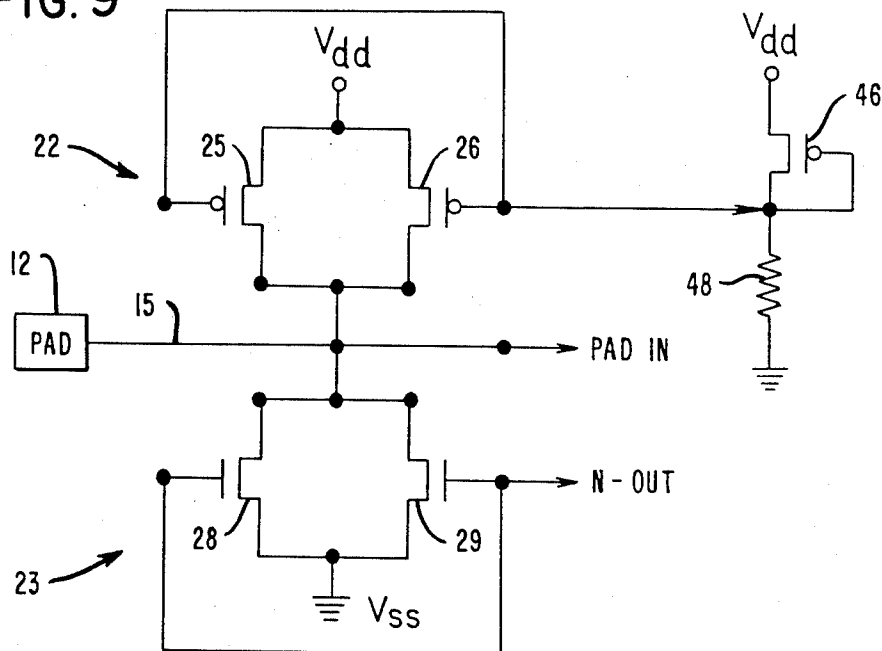 FIG. 9
Vdd
Vdd
46
22
25
26
12
15
48
PAD
PAD IN
N-OUT
28
29
23
Vss